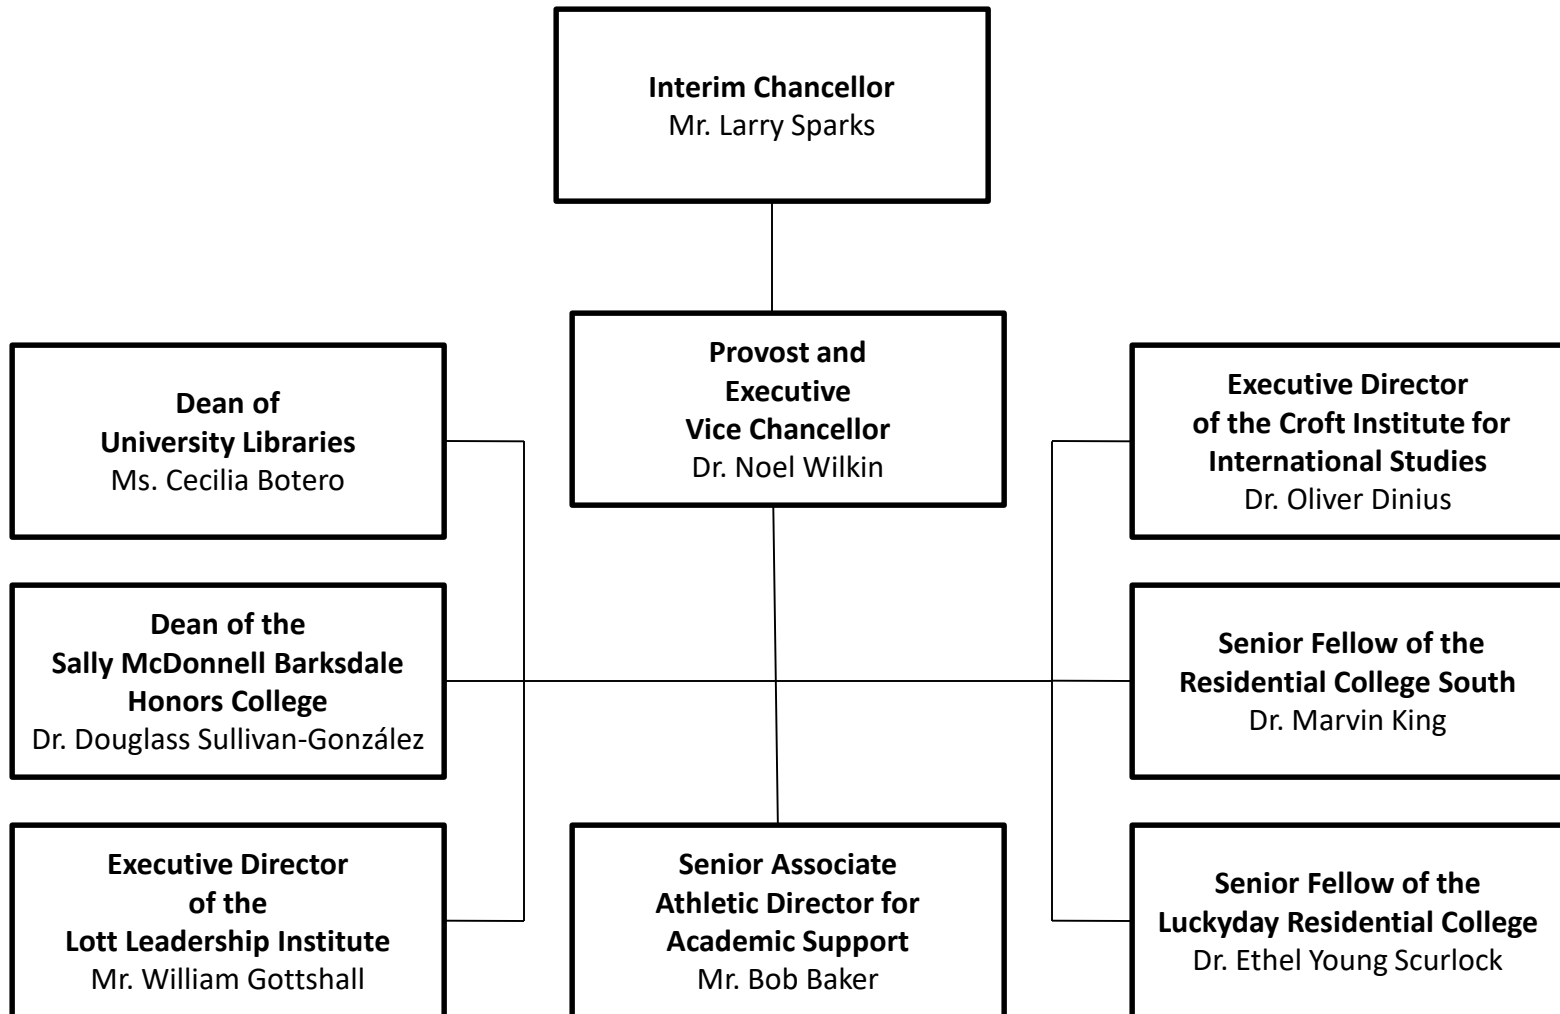 Interim Chancellor
Mr. Larry Sparks
Provost and
Executive
Vice Chancellor
Dr. Noel Wilkin
Dean of
University Libraries
Ms. Cecilia Botero
Executive Director
of the Croft Institute for
International Studies
Dr. Oliver Dinius
Dean of the
Sally McDonnell Barksdale
Honors College
Dr. Douglass Sullivan-González
Senior Fellow of the
Residential College South
Dr. Marvin King
Executive Director
of the
Lott Leadership Institute
Mr. William Gottshall
Senior Associate
Athletic Director for
Academic Support
Mr. Bob Baker
Senior Fellow of the
Luckyday Residential College
Dr. Ethel Young Scurlock